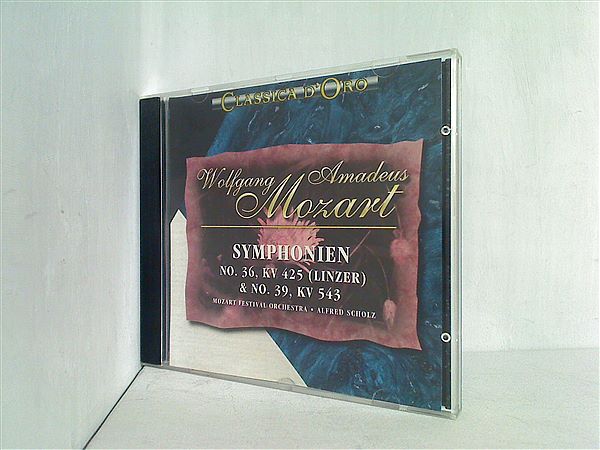 CLASSICA D'ORO
Wolfgang Amadeus
Mozart
SYMPHONIEN
NO. 36, KV 425 (LINZER)
& NO. 39, KV 543
MOZART FESTIVAL ORCHESTRA • ALFRED SCHOLZ